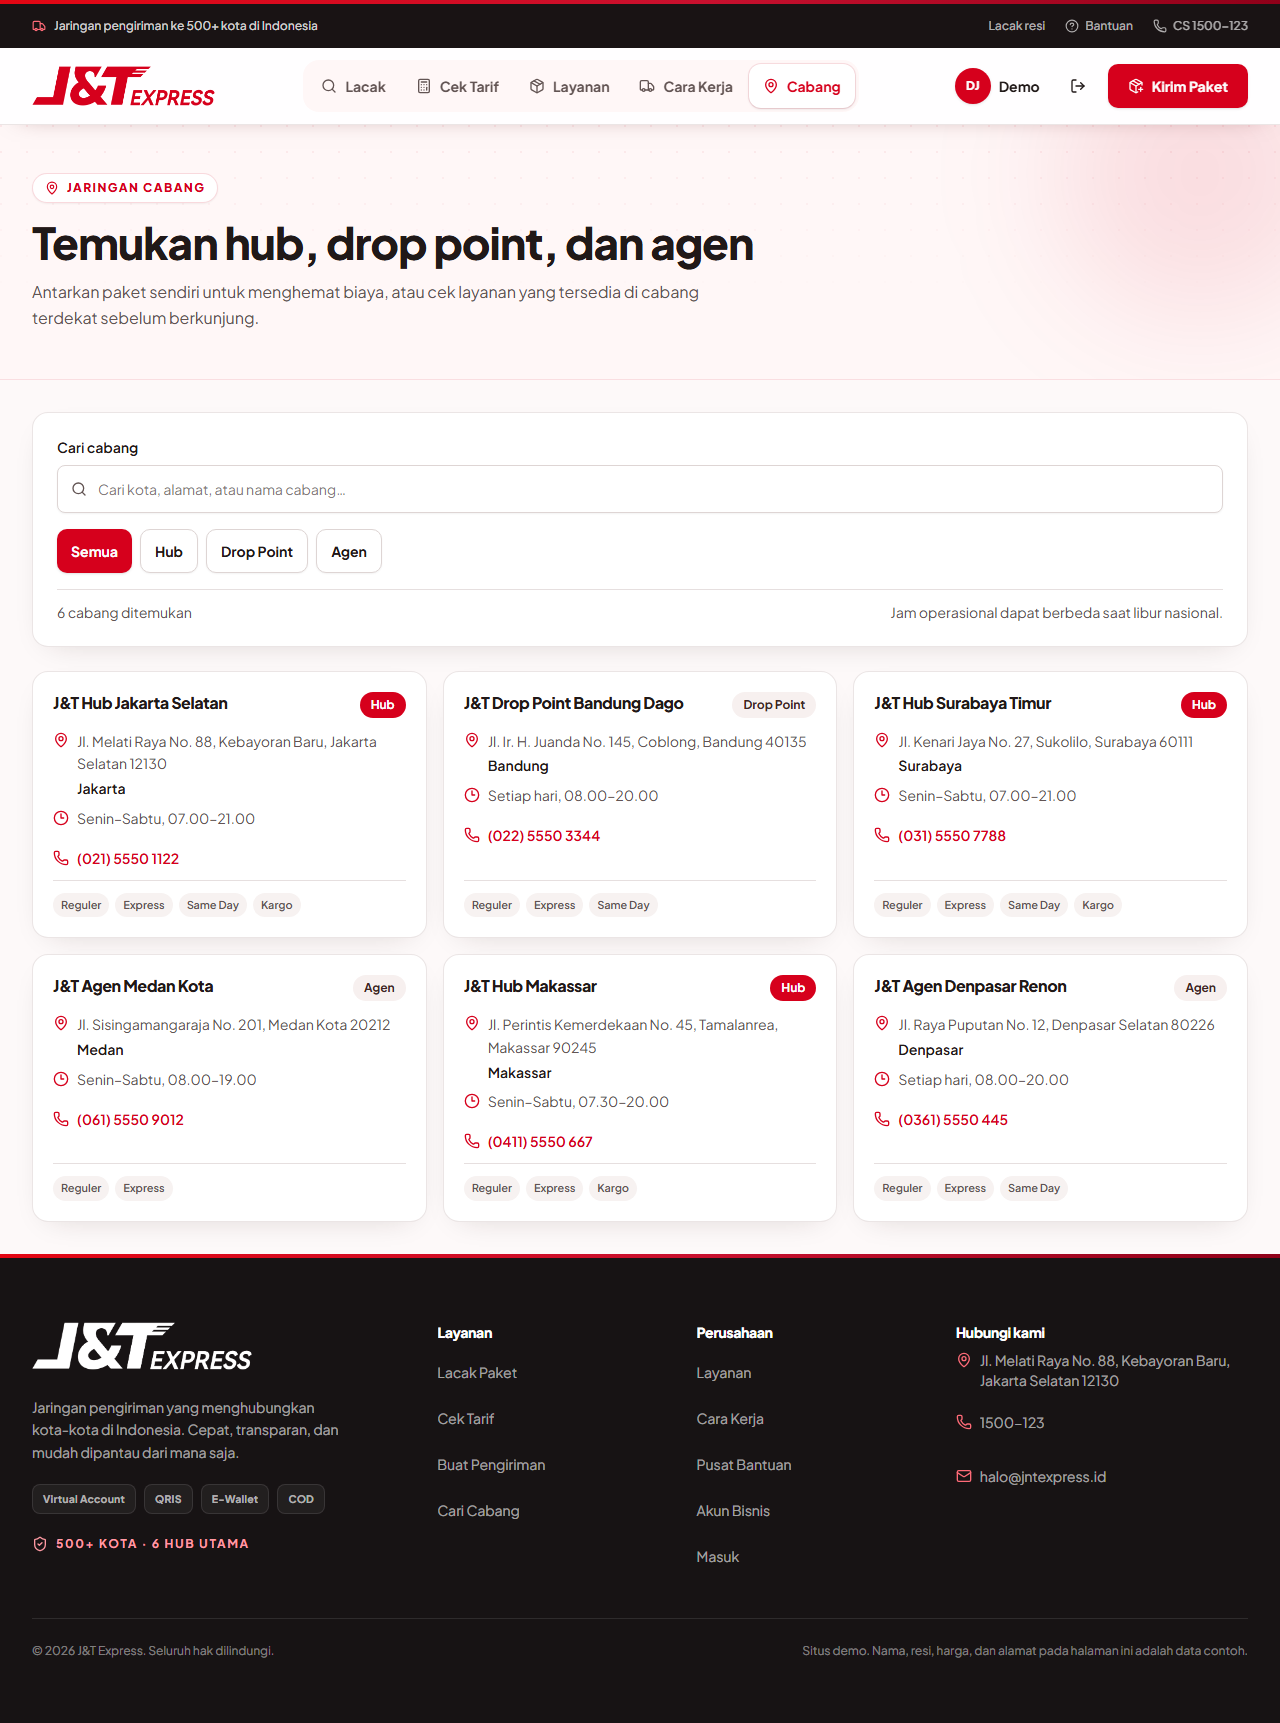 Jaringan pengiriman ke 500+ kota di Indonesia
Lacak resi
Bantuan
CS 1500-123
J&T EXPRESS
Lacak
Cek Tarif
Layanan
Cara Kerja
Cabang
DJ
Demo
Kirim Paket
JARINGAN CABANG
Temukan hub, drop point, dan agen
Antarkan paket sendiri untuk menghemat biaya, atau cek layanan yang tersedia di cabang
terdekat sebelum berkunjung.
Cari cabang
Cari kota, alamat, atau nama cabang...
Semua
Hub
Drop Point
Agen
6 cabang ditemukan
Jam operasional dapat berbeda saat libur nasional.
J&T Hub Jakarta Selatan
Hub
Jl. Melati Raya No. 88, Kebayoran Baru, Jakarta
Selatan 12130
Jakarta
Senin–Sabtu, 07.00–21.00
(021) 5550 1122
Reguler
Express
Same Day
Kargo
J&T Drop Point Bandung Dago
Drop Point
Jl. Ir. H. Juanda No. 145, Coblong, Bandung 40135
Bandung
Setiap hari, 08.00–20.00
(022) 5550 3344
Reguler
Express
Same Day
J&T Hub Surabaya Timur
Hub
Jl. Kenari Jaya No. 27, Sukolilo, Surabaya 60111
Surabaya
Senin–Sabtu, 07.00–21.00
(031) 5550 7788
Reguler
Express
Same Day
Kargo
J&T Agen Medan Kota
Agen
Jl. Sisingamangaraja No. 201, Medan Kota 20212
Medan
Senin–Sabtu, 08.00–19.00
(061) 5550 9012
Reguler
Express
J&T Hub Makassar
Hub
Jl. Perintis Kemerdekaan No. 45, Tamalanrea,
Makassar 90245
Makassar
Senin–Sabtu, 07.30–20.00
(0411) 5550 667
Reguler
Express
Kargo
J&T Agen Denpasar Renon
Agen
Jl. Raya Puputan No. 12, Denpasar Selatan 80226
Denpasar
Setiap hari, 08.00–20.00
(0361) 5550 445
Reguler
Express
Same Day
J&T EXPRESS
Jaringan pengiriman yang menghubungkan
kota-kota di Indonesia. Cepat, transparan, dan
mudah dipantau dari mana saja.
Virtual Account
QRIS
E-Wallet
COD
500+ KOTA · 6 HUB UTAMA
Layanan
Lacak Paket
Cek Tarif
Buat Pengiriman
Cari Cabang
Perusahaan
Layanan
Cara Kerja
Pusat Bantuan
Akun Bisnis
Masuk
Hubungi kami
Jl. Melati Raya No. 88, Kebayoran Baru,
Jakarta Selatan 12130
1500-123
halo@jntexpress.id
© 2026 J&T Express. Seluruh hak dilindungi.
Situs demo. Nama, resi, harga, dan alamat pada halaman ini adalah data contoh.